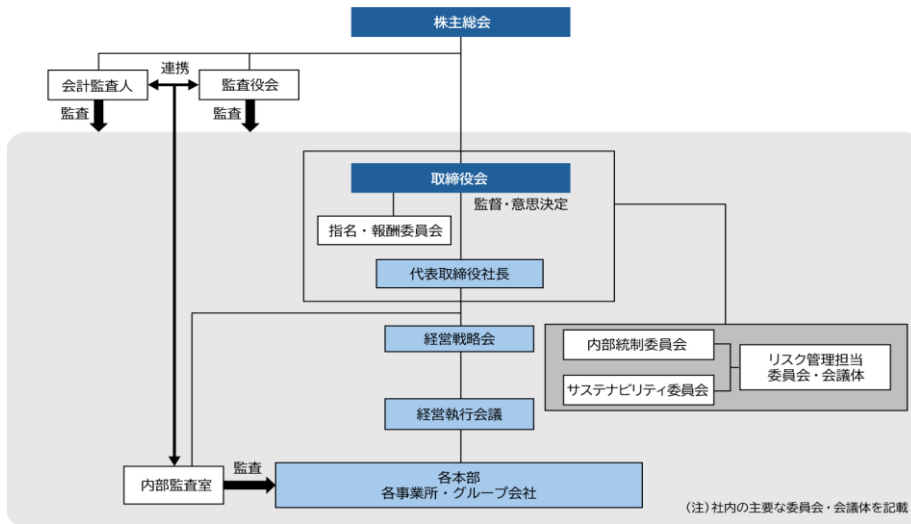 株主総会
連携
会計監査人
監査役会
監査
監査
取締役会
監督・意思決定
指名・報酬委員会
代表取締役社長
経営戦略会
内部統制委員会
リスク管理担当
委員会・会議体
サステナビリティ委員会
経営執行会議
監査
内部監査室
各本部
各事業所・グループ会社
(注)社内の主要な委員会・会議体を記載